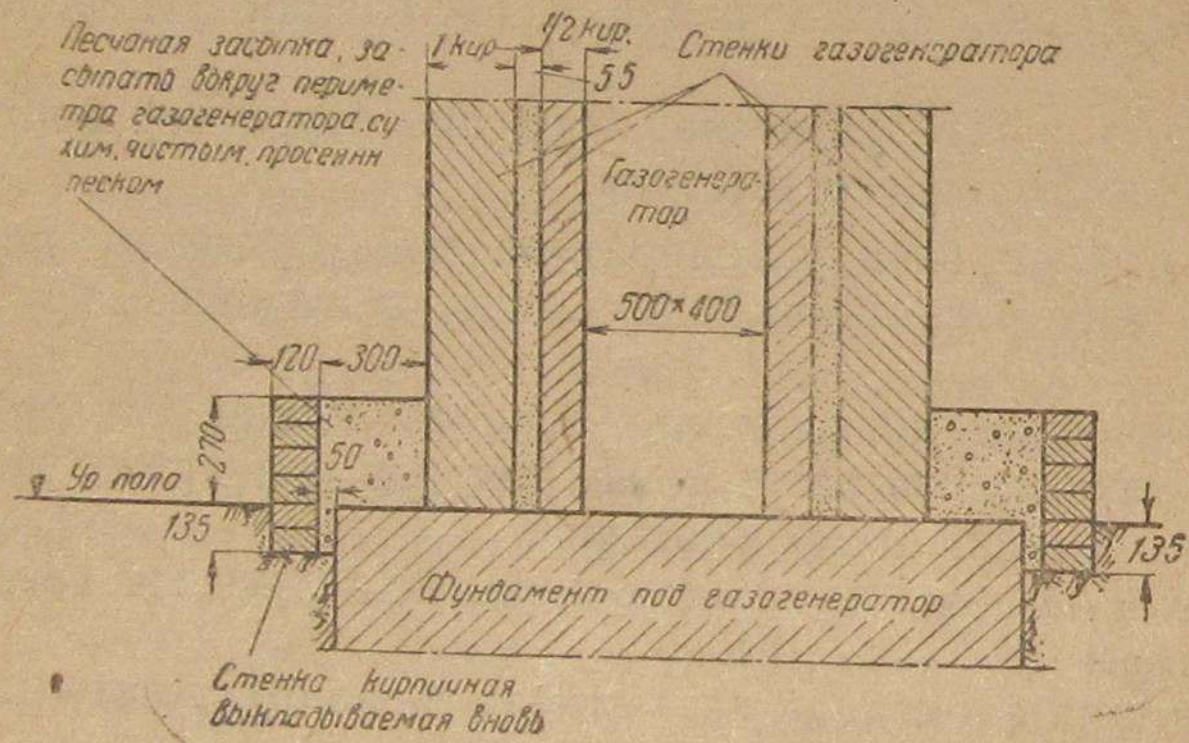 Песчаная засыпка, за-
сыпать вокруг периме-
тра газогенератора су
хим, чистым, просеянн
песком
1 кир
1/2 кир.
55
Стенки газогенератора
Газогенера-
тор
500×400
120
300
270
50
Ур пола
135
135
Фундамент под газогенератор
Стенка кирпичная
выкладываемая вновь